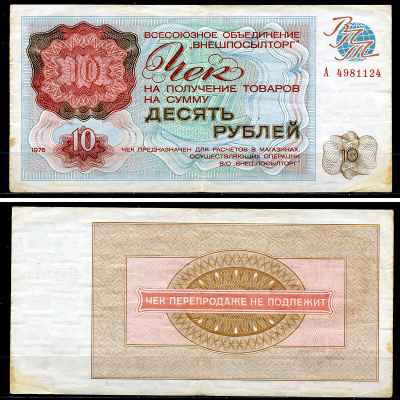 ВСЕСОЮЗНОЕ ОБЪЕДИНЕНИЕ
"ВНЕШПОСЫЛТОРГ"
ВПТ
10
Чек
А 4981124
НА ПОЛУЧЕНИЕ ТОВАРОВ
НА СУММУ
ДЕСЯТЬ
РУБЛЕЙ
10
10
1976
ЧЕК ПРЕДНАЗНАЧЕН ДЛЯ РАСЧЕТОВ В МАГАЗИНАХ,
ОСУЩЕСТВЛЯЮЩИХ ОПЕРАЦИИ
В/О „ВНЕШПОСЫЛТОРГ"
ЧЕК ПЕРЕПРОДАЖЕ НЕ ПОДЛЕЖИТ